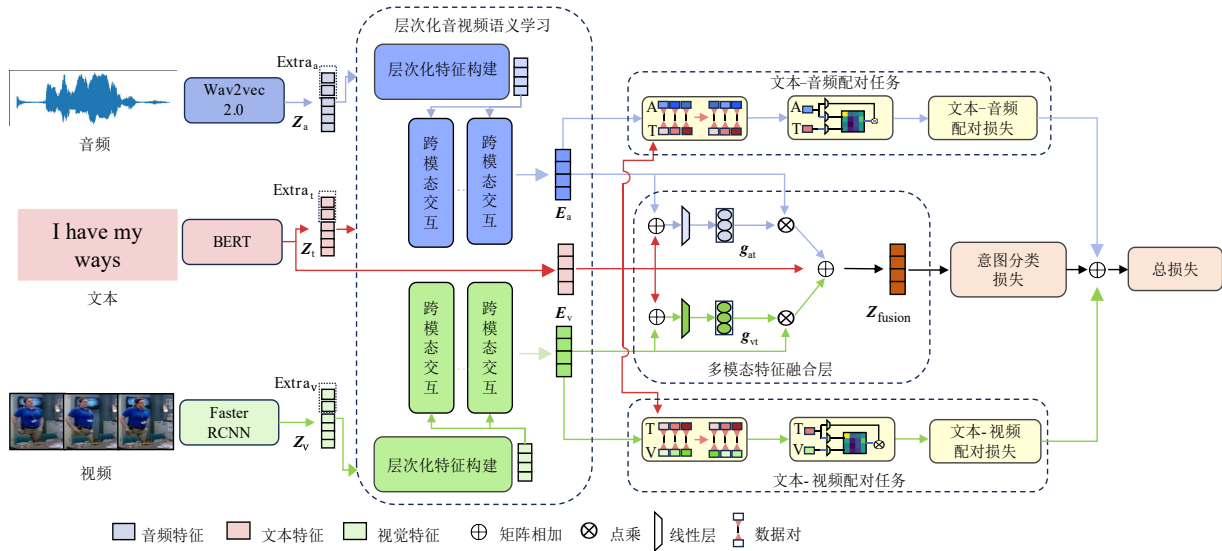 层次化音视频语义学习
Extraa
层次化特征构建
Wav2vec
2.0
Za
音频
跨模态交互
...
跨模态交互
Ea
文本–音频配对任务
A
T
A
T
文本–音频
配对损失
Extrat
I have my
ways
BERT
Zt
文本
gat
意图分类
损失
总损失
Zfusion
Ev
gvt
多模态特征融合层
跨模态交互
...
跨模态交互
Extrav
Faster
RCNN
Zv
视频
层次化特征构建
T
V
T
V
文本- 视频
配对损失
文本- 视频配对任务
音频特征
文本特征
视觉特征
矩阵相加
点乘
线性层
数据对